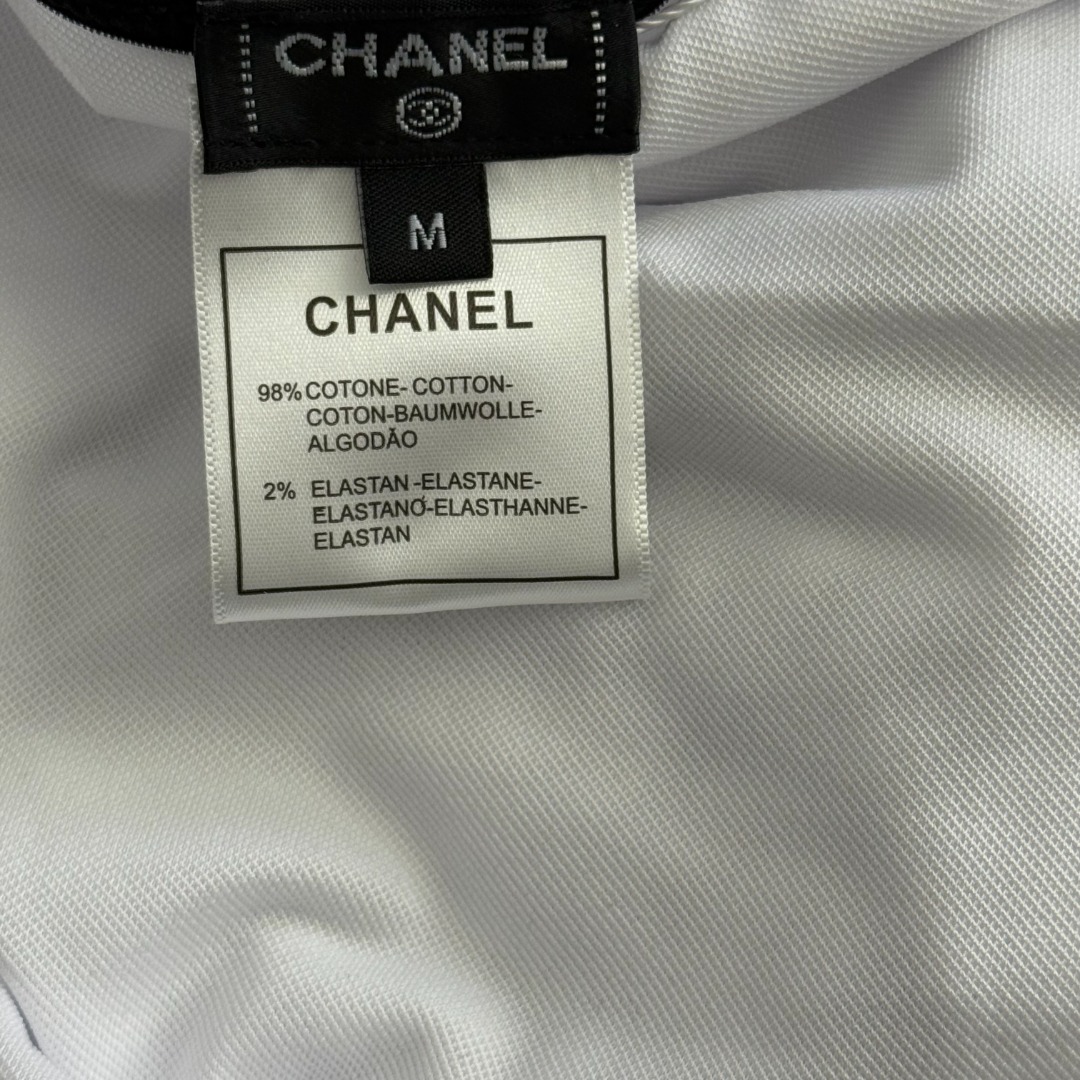 CHANEL
M
CHANEL
98% COTONE- COTTON-
COTON-BAUMWOLLE-
ALGODÃO
2% ELASTAN -ELASTANE-
ELASTANO-ELASTHANNE-
ELASTAN